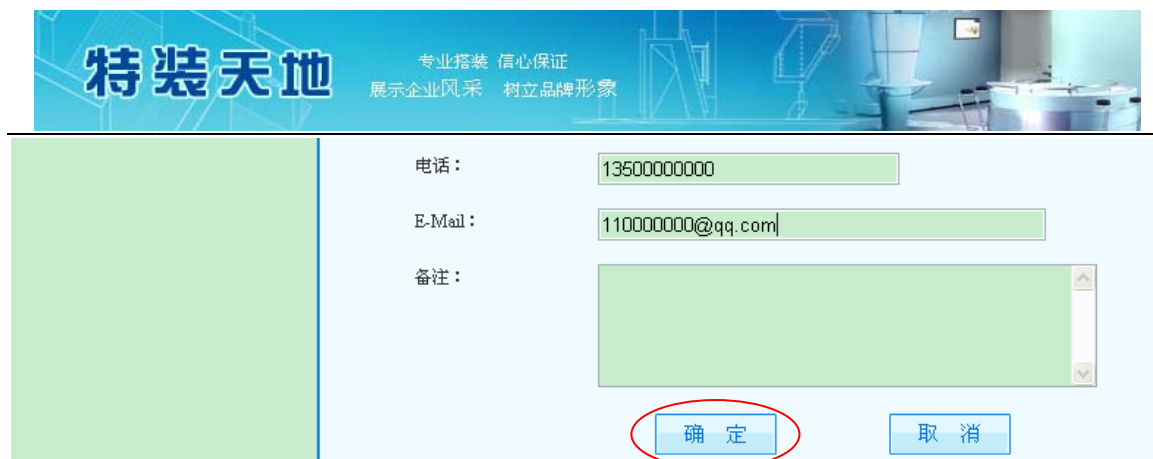 特装天地
专业搭装 信心保证
展示企业风采 树立品牌形象
电话： 13500000000
E-Mail： 110000000@qq.com
备注：
确 定 取 消